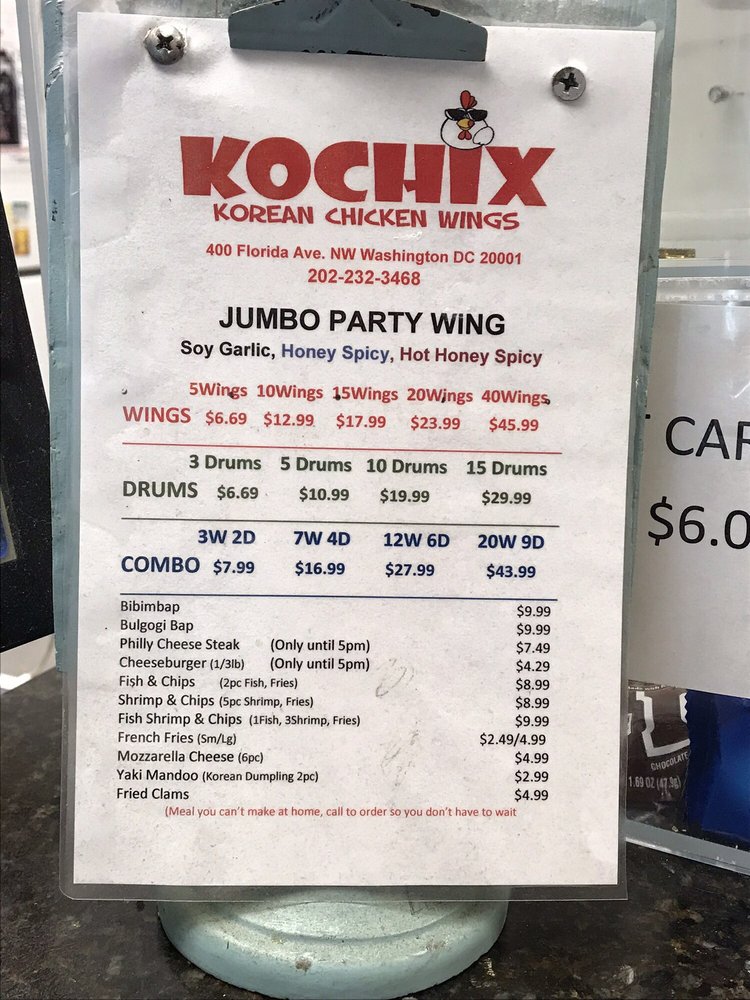 KOCHIX
KOREAN CHICKEN WINGS
400 Florida Ave. NW Washington DC 20001
202-232-3468
JUMBO PARTY WiNG
Soy Garlic, Honey Spicy, Hot Honey Spicy
5Wings 10Wings 15Wings 20Wings 40Wings
WINGS $6.69 $12.99 $17.99 $23.99 $45.99
3 Drums 5 Drums 10 Drums 15 Drums
DRUMS $6.69 $10.99 $19.99 $29.99
3W 2D 7W 4D 12W 6D 20W 9D
COMBO $7.99 $16.99 $27.99 $43.99
Bibimbap $9.99
Bulgogi Bap $9.99
Philly Cheese Steak (Only until 5pm) $7.49
Cheeseburger (1/3lb) (Only until 5pm) $4.29
Fish & Chips (2pc Fish, Fries) $8.99
Shrimp & Chips (5pc Shrimp, Fries) $8.99
Fish Shrimp & Chips (1Fish, 3Shrimp, Fries) $9.99
French Fries (Sm/Lg) $2.49/4.99
Mozzarella Cheese (6pc) $4.99
Yaki Mandoo (Korean Dumpling 2pc) $2.99
Fried Clams $4.99
(Meal you can't make at home, call to order so you don't have to wait
CAR
$6.0
CHOCOLATE
1.69 OZ (47.9g)